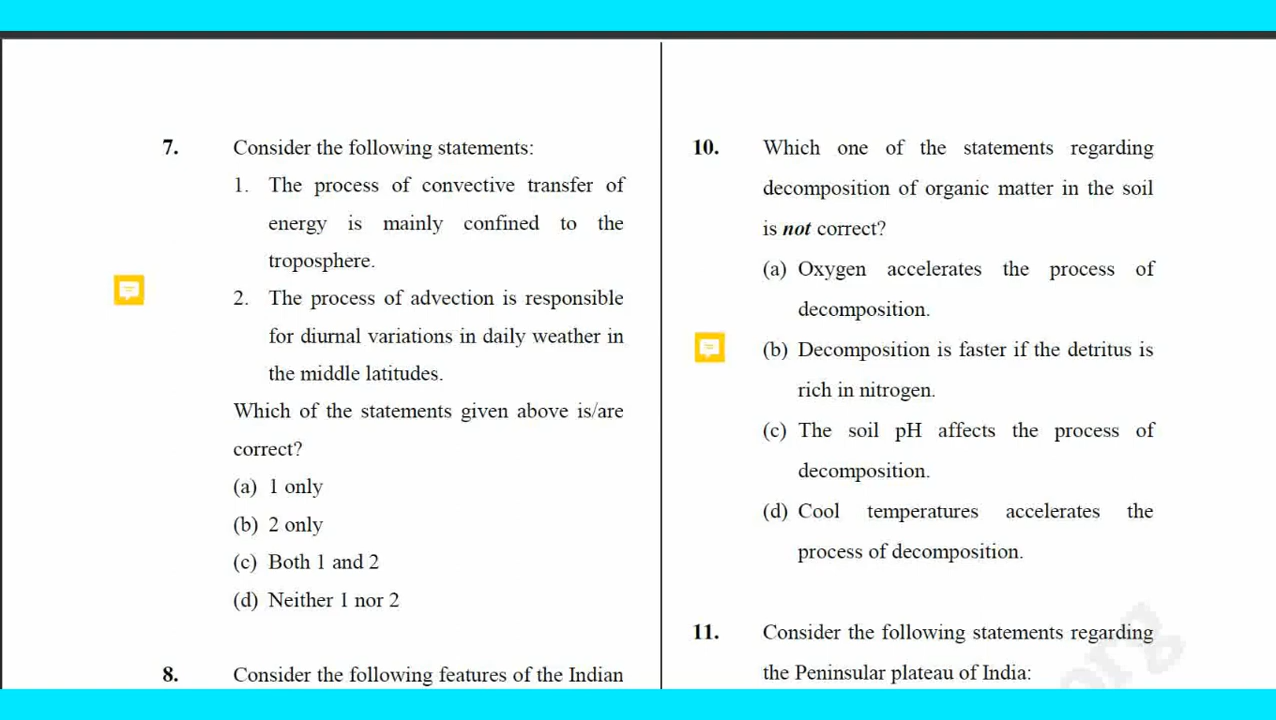 7. Consider the following statements:
1. The process of convective transfer of
energy is mainly confined to the
troposphere.
2. The process of advection is responsible
for diurnal variations in daily weather in
the middle latitudes.
Which of the statements given above is/are
correct?
(a) 1 only
(b) 2 only
(c) Both 1 and 2
(d) Neither 1 nor 2
8. Consider the following features of the Indian
10. Which one of the statements regarding
decomposition of organic matter in the soil
is not correct?
(a) Oxygen accelerates the process of
decomposition.
(b) Decomposition is faster if the detritus is
rich in nitrogen.
(c) The soil pH affects the process of
decomposition.
(d) Cool temperatures accelerates the
process of decomposition.
11. Consider the following statements regarding
the Peninsular plateau of India:
org